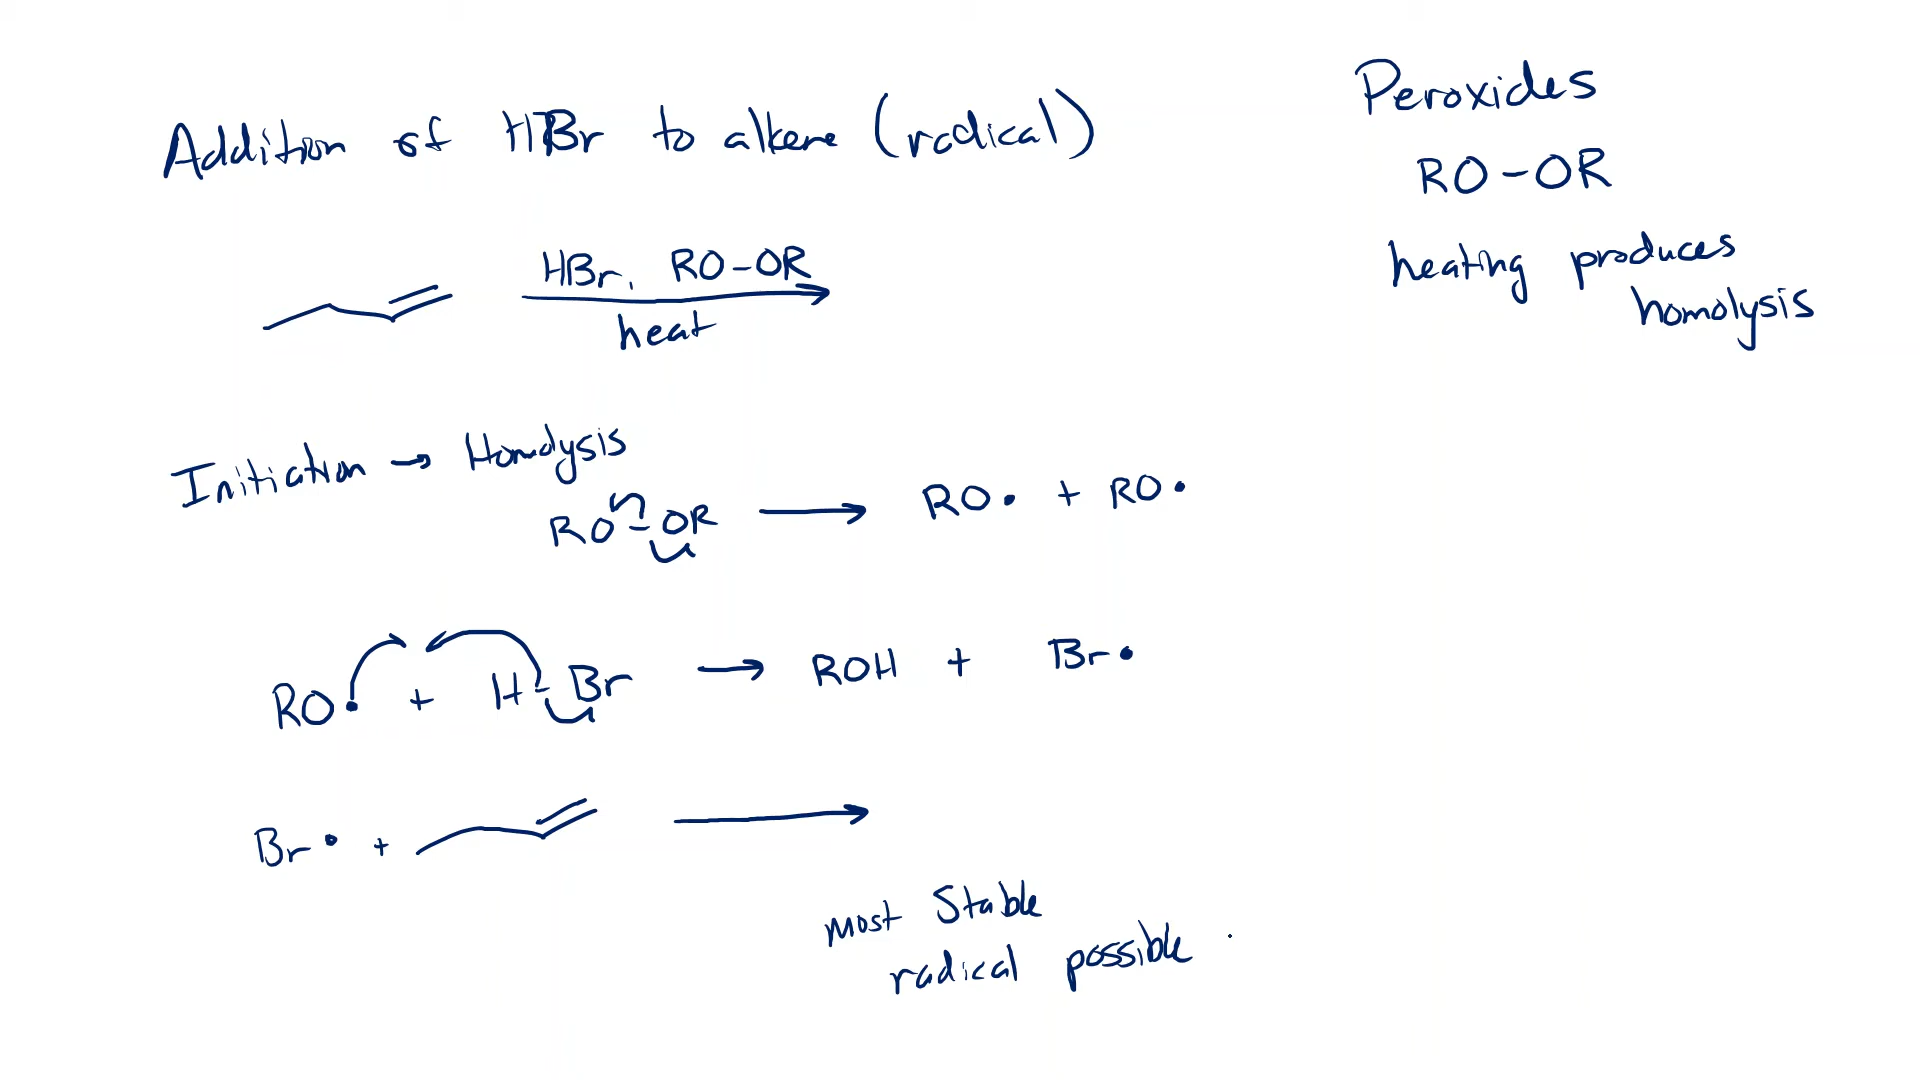 Addition of HBr to alkene (radical)
Peroxides
RO-OR
heating produces
homolysis
HBr, RO-OR
heat
Initiation → Homolysis
RO-OR → RO• + RO•
RO• + H-Br → ROH + Br•
Br• + →
most stable
radical possible